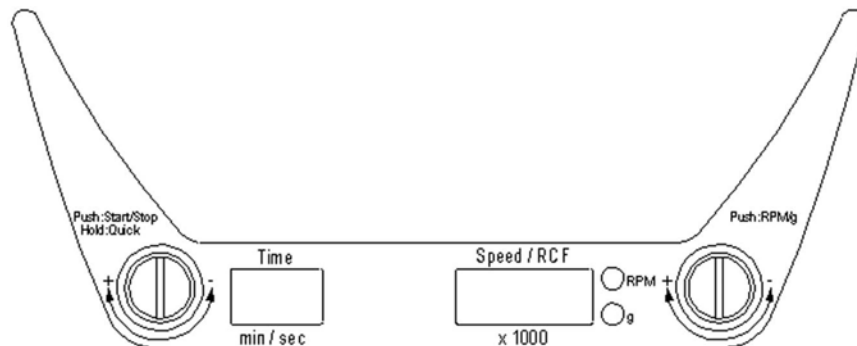 Push:Start/Stop
Hold:Quick
Push:RPM/g
Time
Speed / RCF
+ -
RPM
+ -
g
min / sec
x 1000